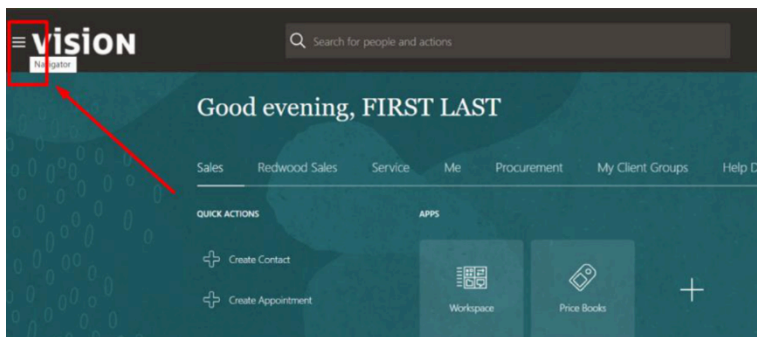 vision
Search for people and actions
Navigator
Good evening, FIRST LAST
Sales Redwood Sales Service Me Procurement My Client Groups Help D
QUICK ACTIONS APPS
Create Contact
Create Appointment
Workspace Price Books